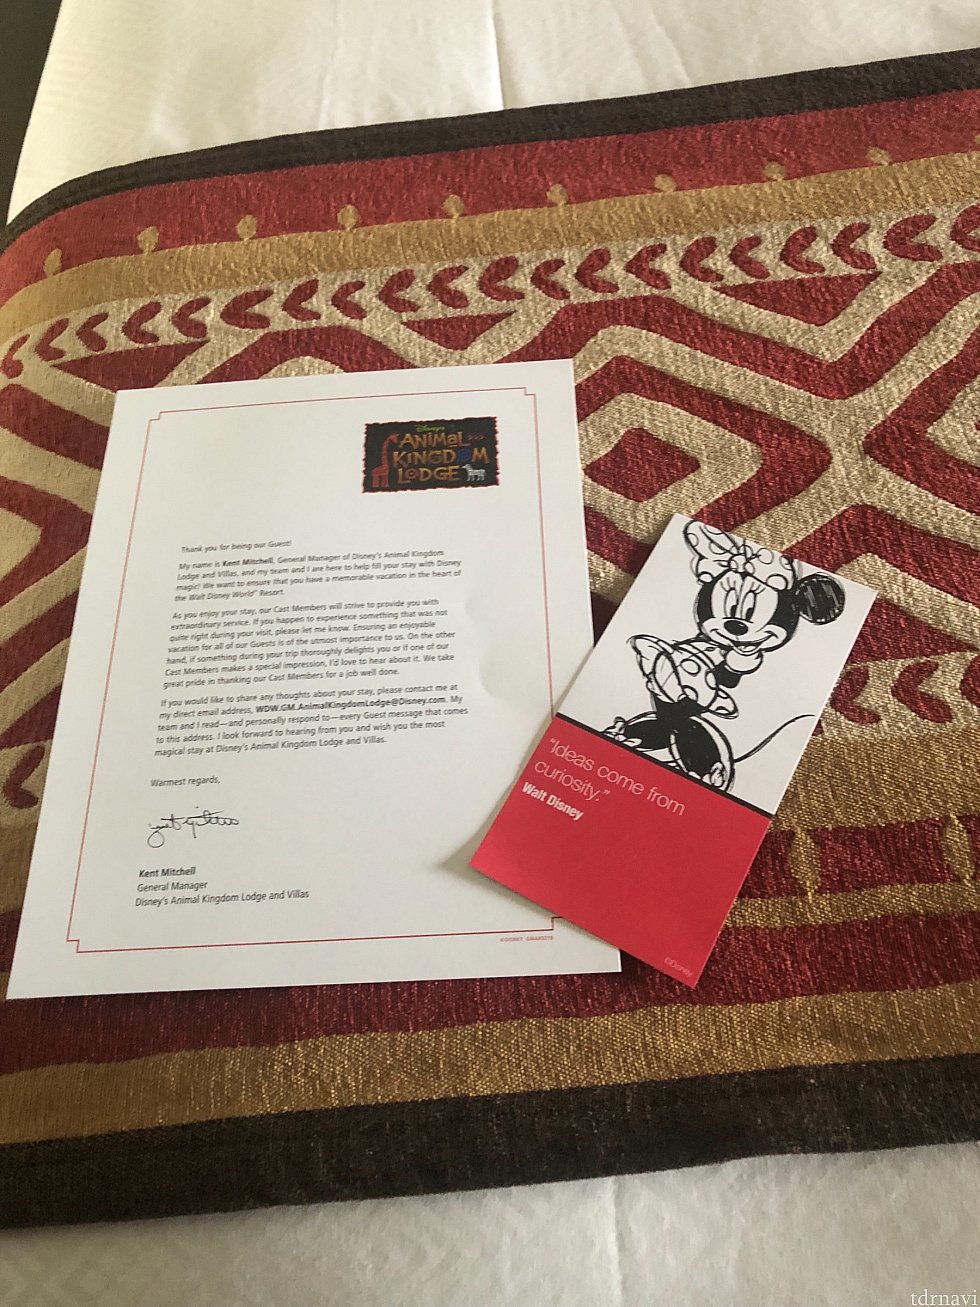 Disney's
ANIMAL
KINGDOM
LODGE
Thank you for being our Guest!
My name is Kent Mitchell, General Manager of Disney's Animal Kingdom
Lodge and Villas, and my team and I are here to help fill your stay with Disney
magic! We want to ensure that you have a memorable vacation in the heart of
the Walt Disney World® Resort.
As you enjoy your stay, our Cast Members will strive to provide you with
extraordinary service. If you happen to experience something that was not
quite right during your visit, please let me know. Ensuring an enjoyable
vacation for all of our Guests is of the utmost importance to us. On the other
hand, if something during your trip thoroughly delights you or if one of our
Cast Members makes a special impression, I'd love to hear about it. We take
great pride in thanking our Cast Members for a job well done.
If you would like to share any thoughts about your stay, please contact me at
my direct email address, WDW.GM.AnimalKingdomLodge@Disney.com. My
team and I read—and personally respond to—every Guest message that comes
to this address. I look forward to hearing from you and wish you the most
magical stay at Disney's Animal Kingdom Lodge and Villas.
Warmest regards,
Kent Mitchell
General Manager
Disney's Animal Kingdom Lodge and Villas
©DISNEY
"Ideas come from
curiosity."
Walt Disney
©Disney
tdrnavi